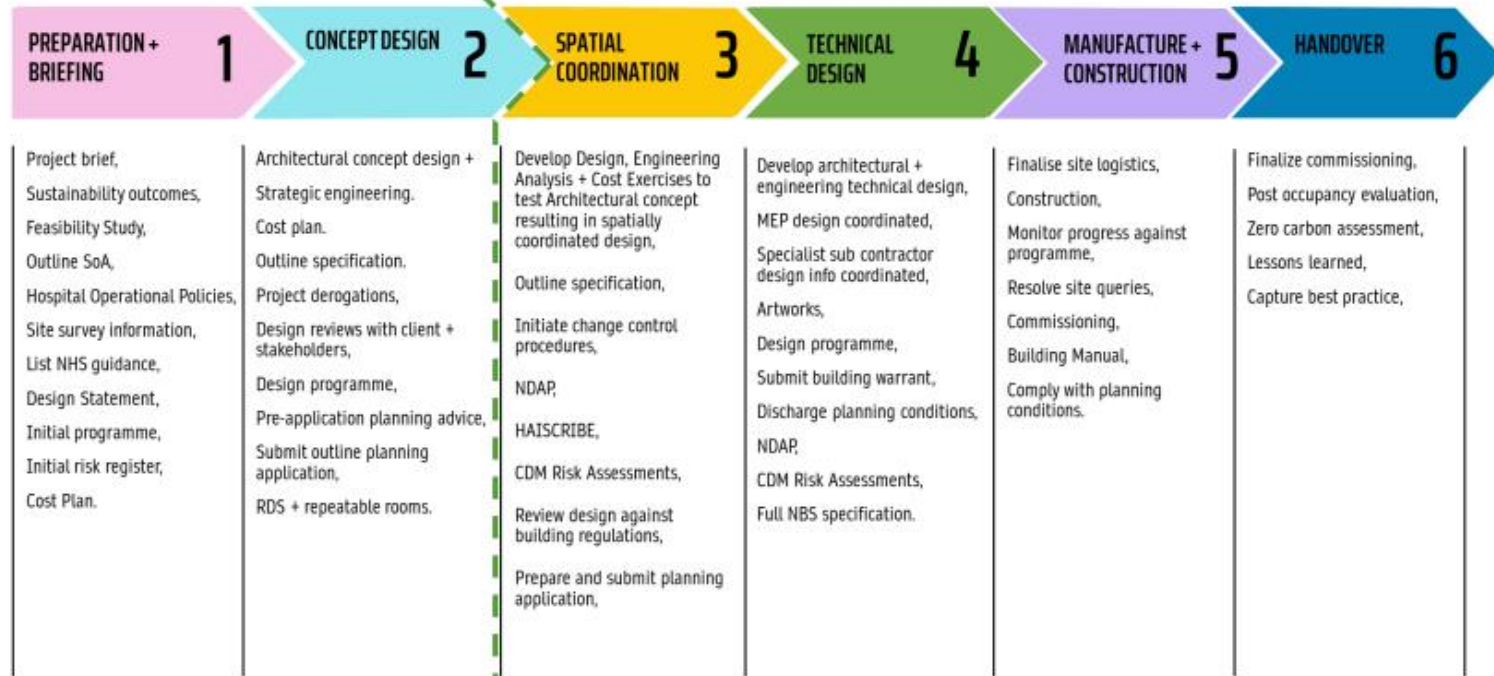 PREPARATION +
BRIEFING
1
CONCEPT DESIGN
2
SPATIAL
COORDINATION
3
TECHNICAL
DESIGN
4
MANUFACTURE +
CONSTRUCTION
5
HANDOVER
6
Project brief,
Sustainability outcomes,
Feasibility Study,
Outline SoA,
Hospital Operational Policies,
Site survey information,
List NHS guidance,
Design Statement,
Initial programme,
Initial risk register,
Cost Plan.
Architectural concept design +
Strategic engineering.
Cost plan.
Outline specification.
Project derogations,
Design reviews with client +
stakeholders,
Design programme,
Pre-application planning advice,
Submit outline planning
application,
RDS + repeatable rooms.
Develop Design, Engineering
Analysis + Cost Exercises to
test Architectural concept
resulting in spatially
coordinated design,
Outline specification,
Initiate change control
procedures,
NDAP,
HAISCRIBE,
CDM Risk Assessments,
Review design against
building regulations,
Prepare and submit planning
application,
Develop architectural +
engineering technical design,
MEP design coordinated,
Specialist sub contractor
design info coordinated,
Artworks,
Design programme,
Submit building warrant,
Discharge planning conditions,
NDAP,
CDM Risk Assessments,
Full NBS specification.
Finalise site logistics,
Construction,
Monitor progress against
programme,
Resolve site queries,
Commissioning,
Building Manual,
Comply with planning
conditions.
Finalize commissioning,
Post occupancy evaluation,
Zero carbon assessment,
Lessons learned,
Capture best practice,